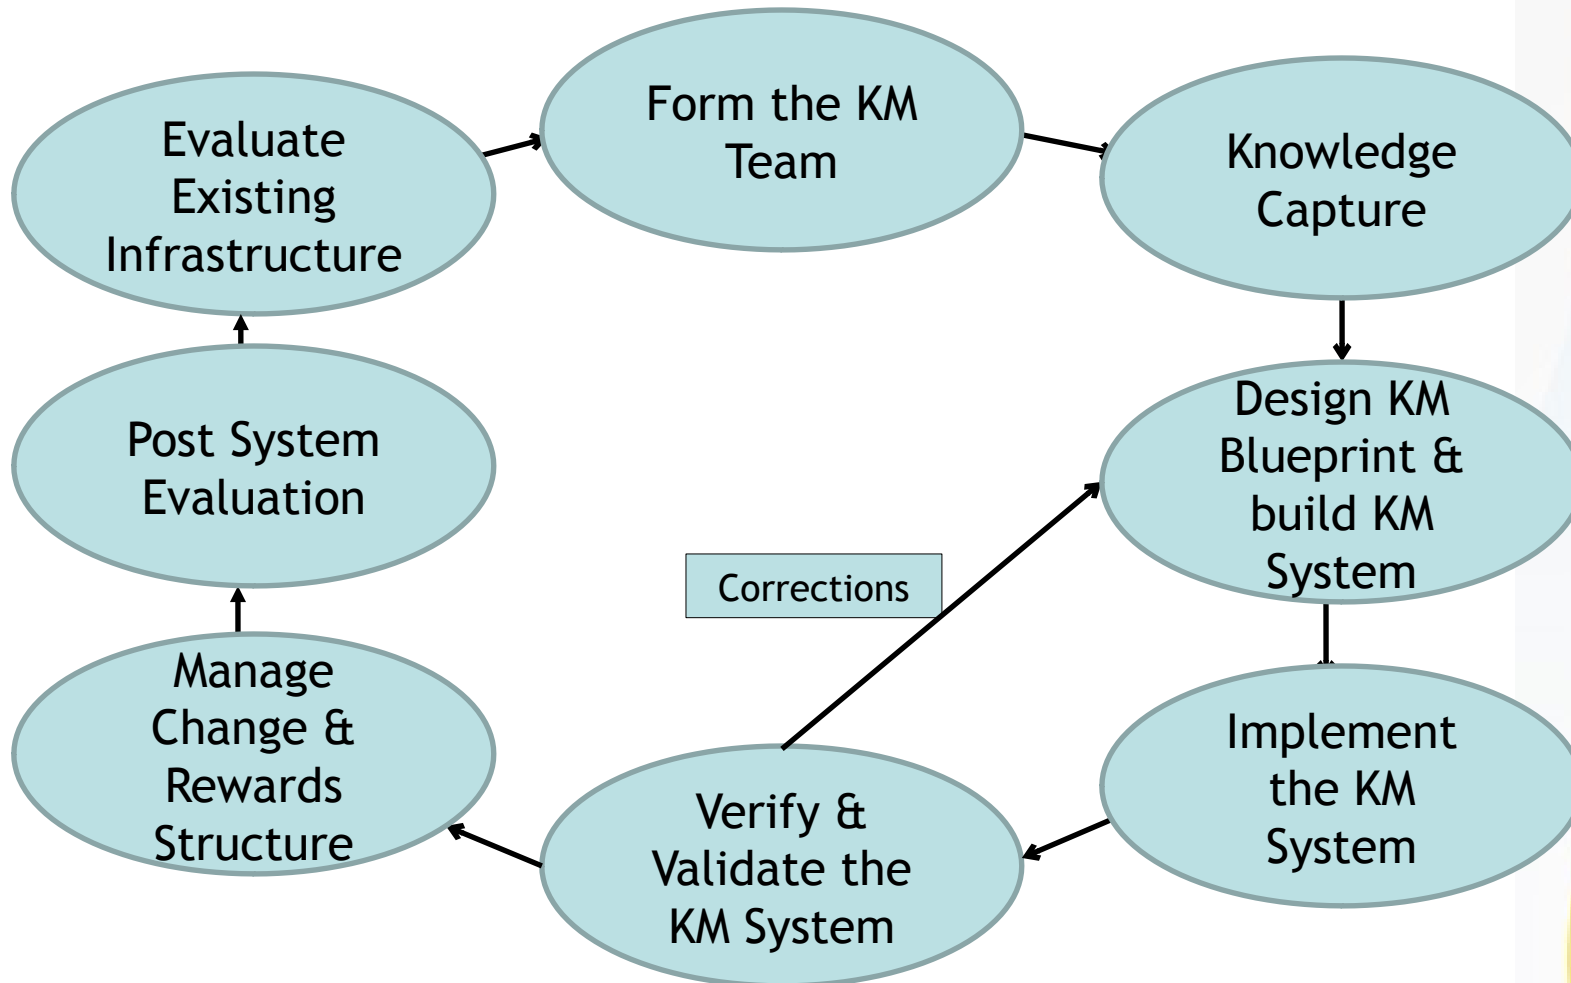 Evaluate
Existing
Infrastructure
Form the KM
Team
Knowledge
Capture
Design KM
Blueprint &
build KM
System
Implement
the KM
System
Verify &
Validate the
KM System
Corrections
Manage
Change &
Rewards
Structure
Post System
Evaluation